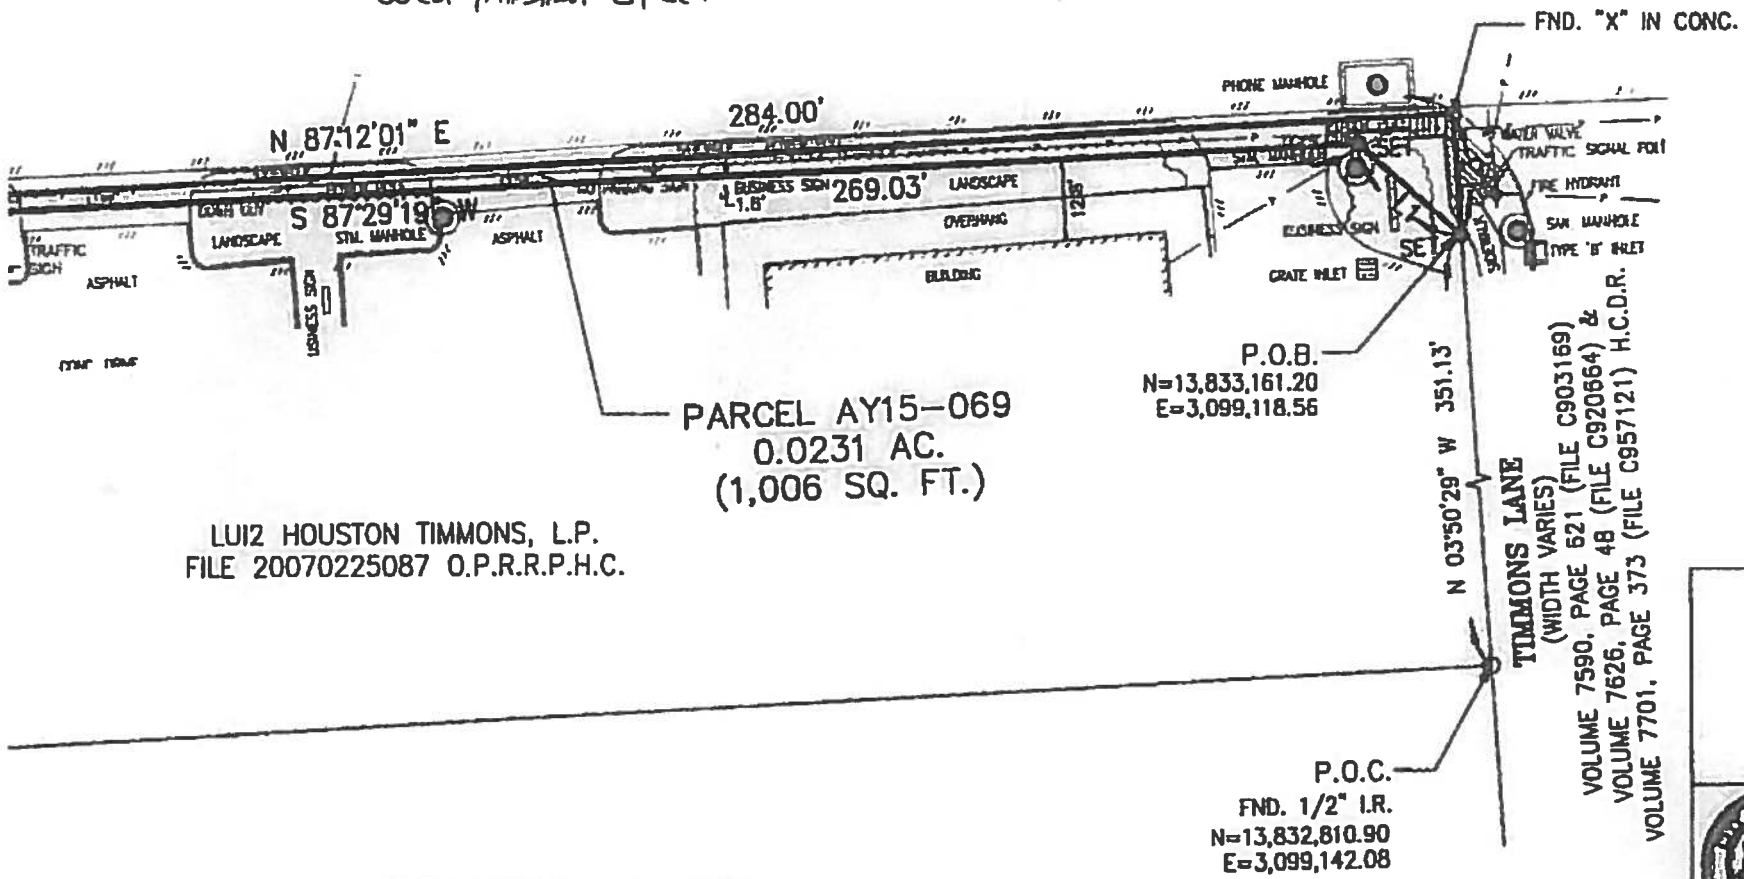 FND. "X" IN CONC.
PHONE MANHOLE
284.00'
N 87°12'01" E
WATER VALVE
TRAFFIC SIGNAL POLE
FIRE HYDRANT
SAN MANHOLE
TYPE 'B' INLET
SET
BUSINESS SIGN
269.03'
LANDSCAPE
1.8'
S 87°29'19" W
OVERHANG
BUILDING
LANDSCAPE
STM. MANHOLE
ASPHALT
TRAFFIC
SIGN
ASPHALT
BUSINESS SIGN
BUSINESS SIGN
SET
GRATE INLET
P.O.B.
N=13,833,161.20
E=3,099,118.56
PARCEL AY15-069
0.0231 AC.
(1,006 SQ. FT.)
LUI2 HOUSTON TIMMONS, L.P.
FILE 20070225087 O.P.R.R.P.H.C.
N 03°50'29" W 351.13'
TIMMONS LANE
(WIDTH VARIES)
VOLUME 7590, PAGE 621 (FILE C903169)
VOLUME 7626, PAGE 48 (FILE C920664) &
VOLUME 7701, PAGE 373 (FILE C957121) H.C.D.R.
P.O.C.
FND. 1/2" I.R.
N=13,832,810.90
E=3,099,142.08